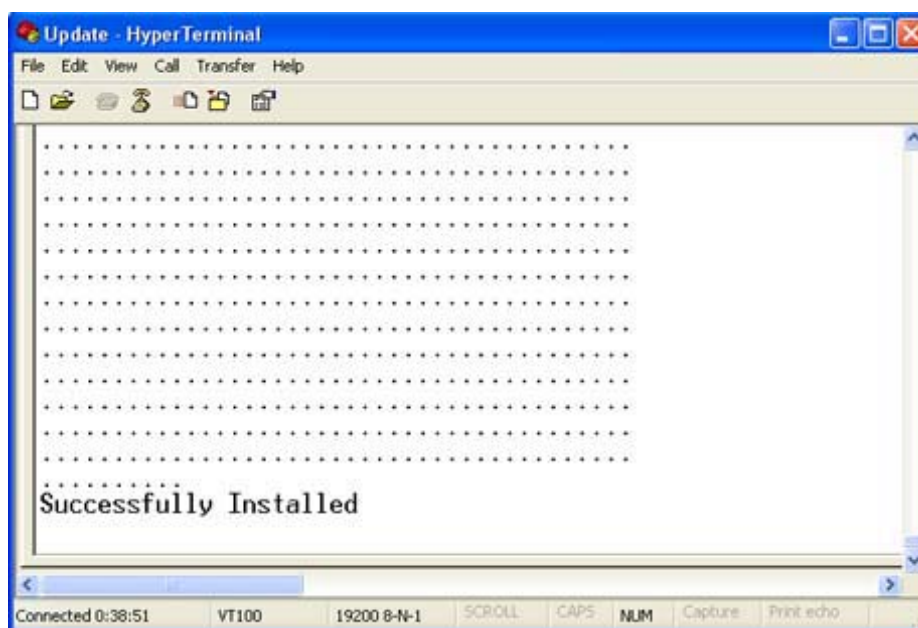 Update - HyperTerminal
File Edit View Call Transfer Help
. . . . . . . . . . . . . . . . . . . . . . . . . . . . . . . . . . . . . . . . .
. . . . . . . . . . . . . . . . . . . . . . . . . . . . . . . . . . . . . . . . .
. . . . . . . . . . . . . . . . . . . . . . . . . . . . . . . . . . . . . . . . .
. . . . . . . . . . . . . . . . . . . . . . . . . . . . . . . . . . . . . . . . .
. . . . . . . . . . . . . . . . . . . . . . . . . . . . . . . . . . . . . . . . .
. . . . . . . . . . . . . . . . . . . . . . . . . . . . . . . . . . . . . . . . .
. . . . . . . . . . . . . . . . . . . . . . . . . . . . . . . . . . . . . . . . .
. . . . . . . . . . . . . . . . . . . . . . . . . . . . . . . . . . . . . . . . .
. . . . . . . . . . . . . . . . . . . . . . . . . . . . . . . . . . . . . . . . .
. . . . . . . . . . . . . . . . . . . . . . . . . . . . . . . . . . . . . . . . .
. . . . . . . . . . . . . . . . . . . . . . . . . . . . . . . . . . . . . . . . .
. . . . . . . . . . . . . . . . . . . . . . . . . . . . . . . . . . . . . . . . .
. . . . . . . . . . . . . . . . . . . . . . . . . . . . . . . . . . . . . . . . .
. . . . . . . . . .
Successfully Installed
Connected 0:38:51 VT100 19200 8-N-1 SCROLL CAPS NUM Capture Print echo